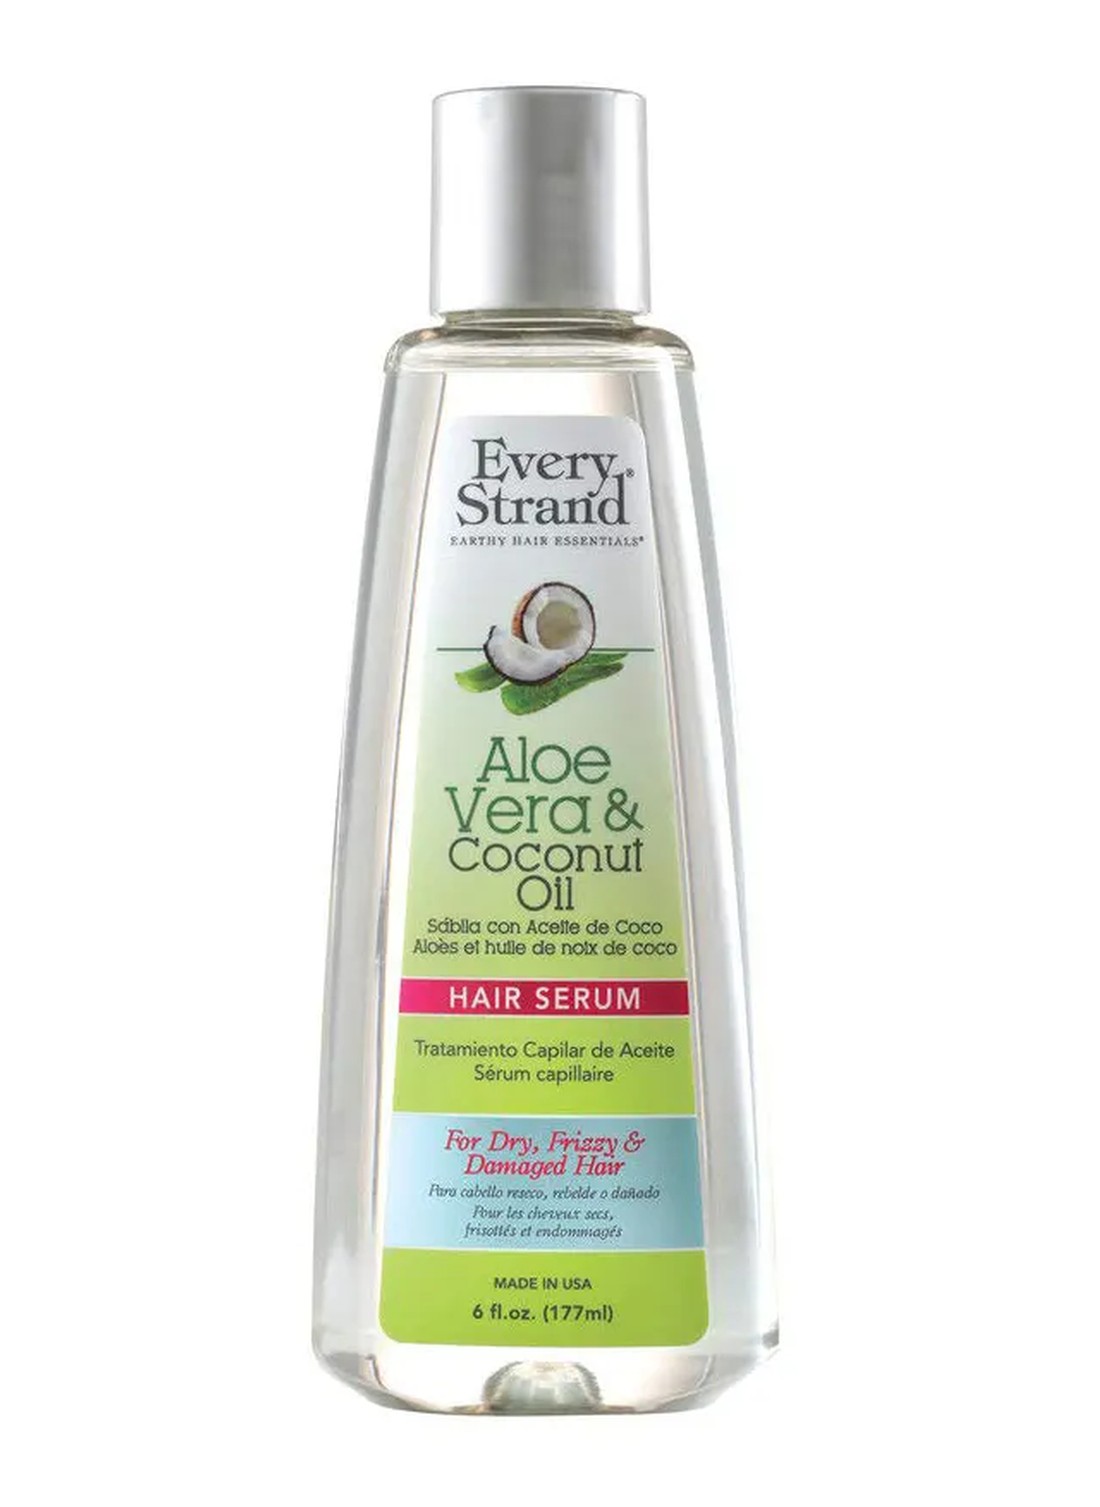 Every
Strand®
EARTHY HAIR ESSENTIALS®
Aloe
Vera &
Coconut
Oil
Sábila con Aceite de Coco
Aloès et huile de noix de coco
HAIR SERUM
Tratamiento Capilar de Aceite
Sérum capillaire
For Dry, Frizzy &
Damaged Hair
Para cabello reseco, rebelde o dañado
Pour les cheveux secs,
frisottés et endommagés
MADE IN USA
6 fl.oz. (177ml)